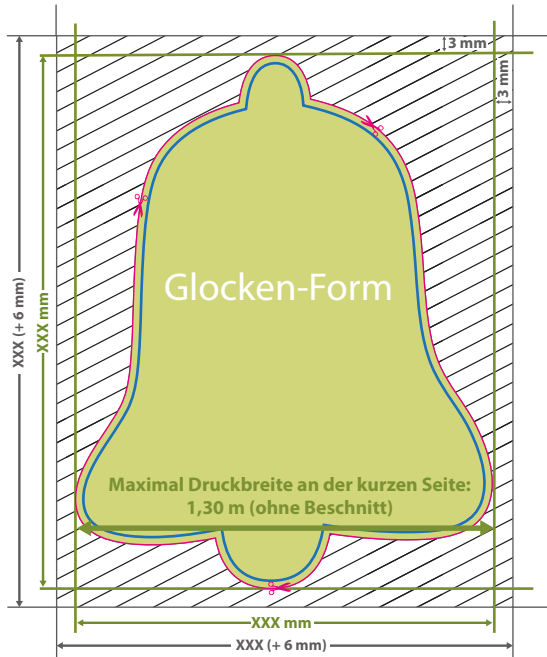 3 mm
3 mm
XXX (+ 6 mm)
XXX mm
Glocken-Form
Maximal Druckbreite an der kurzen Seite:
1,30 m (ohne Beschnitt)
XXX mm
XXX (+ 6 mm)